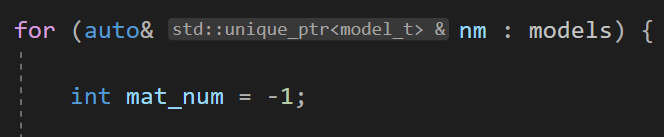 for (auto& std::unique_ptr<model_t> & nm : models) {
int mat_num = -1;